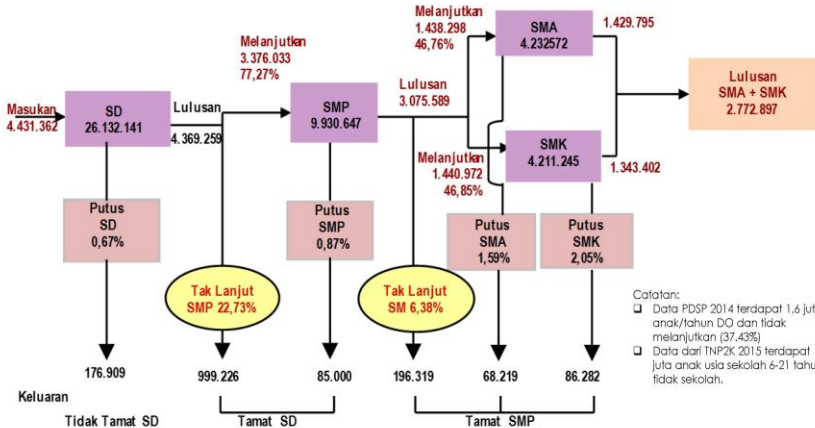 Masukan
4.431.362
SD
26.132.141
Lulusan
4.369.259
Melanjutkan
3.376.033
77,27%
SMP
9.930.647
Lulusan
3.075.589
Melanjutkan
1.438.298
46,76%
SMA
4.232572
1.429.795
Melanjutkan
1.440.972
46,85%
SMK
4.211.245
1.343.402
Lulusan
SMA + SMK
2.772.897
Putus
SD
0,67%
Putus
SMP
0,87%
Putus
SMA
1,59%
Putus
SMK
2,05%
Tak Lanjut
SMP 22,73%
Tak Lanjut
SM 6,38%
Catatan:
Data PDSP 2014 terdapat 1,6 jut
anak/tahun DO dan tidak
melanjutkan (37.43%)
Data dari TNP2K 2015 terdapat
juta anak usia sekolah 6-21 tahu
tidak sekolah.
176.909
999.226
85.000
196.319
68.219
86.282
Keluaran
Tidak Tamat SD
Tamat SD
Tamat SMP